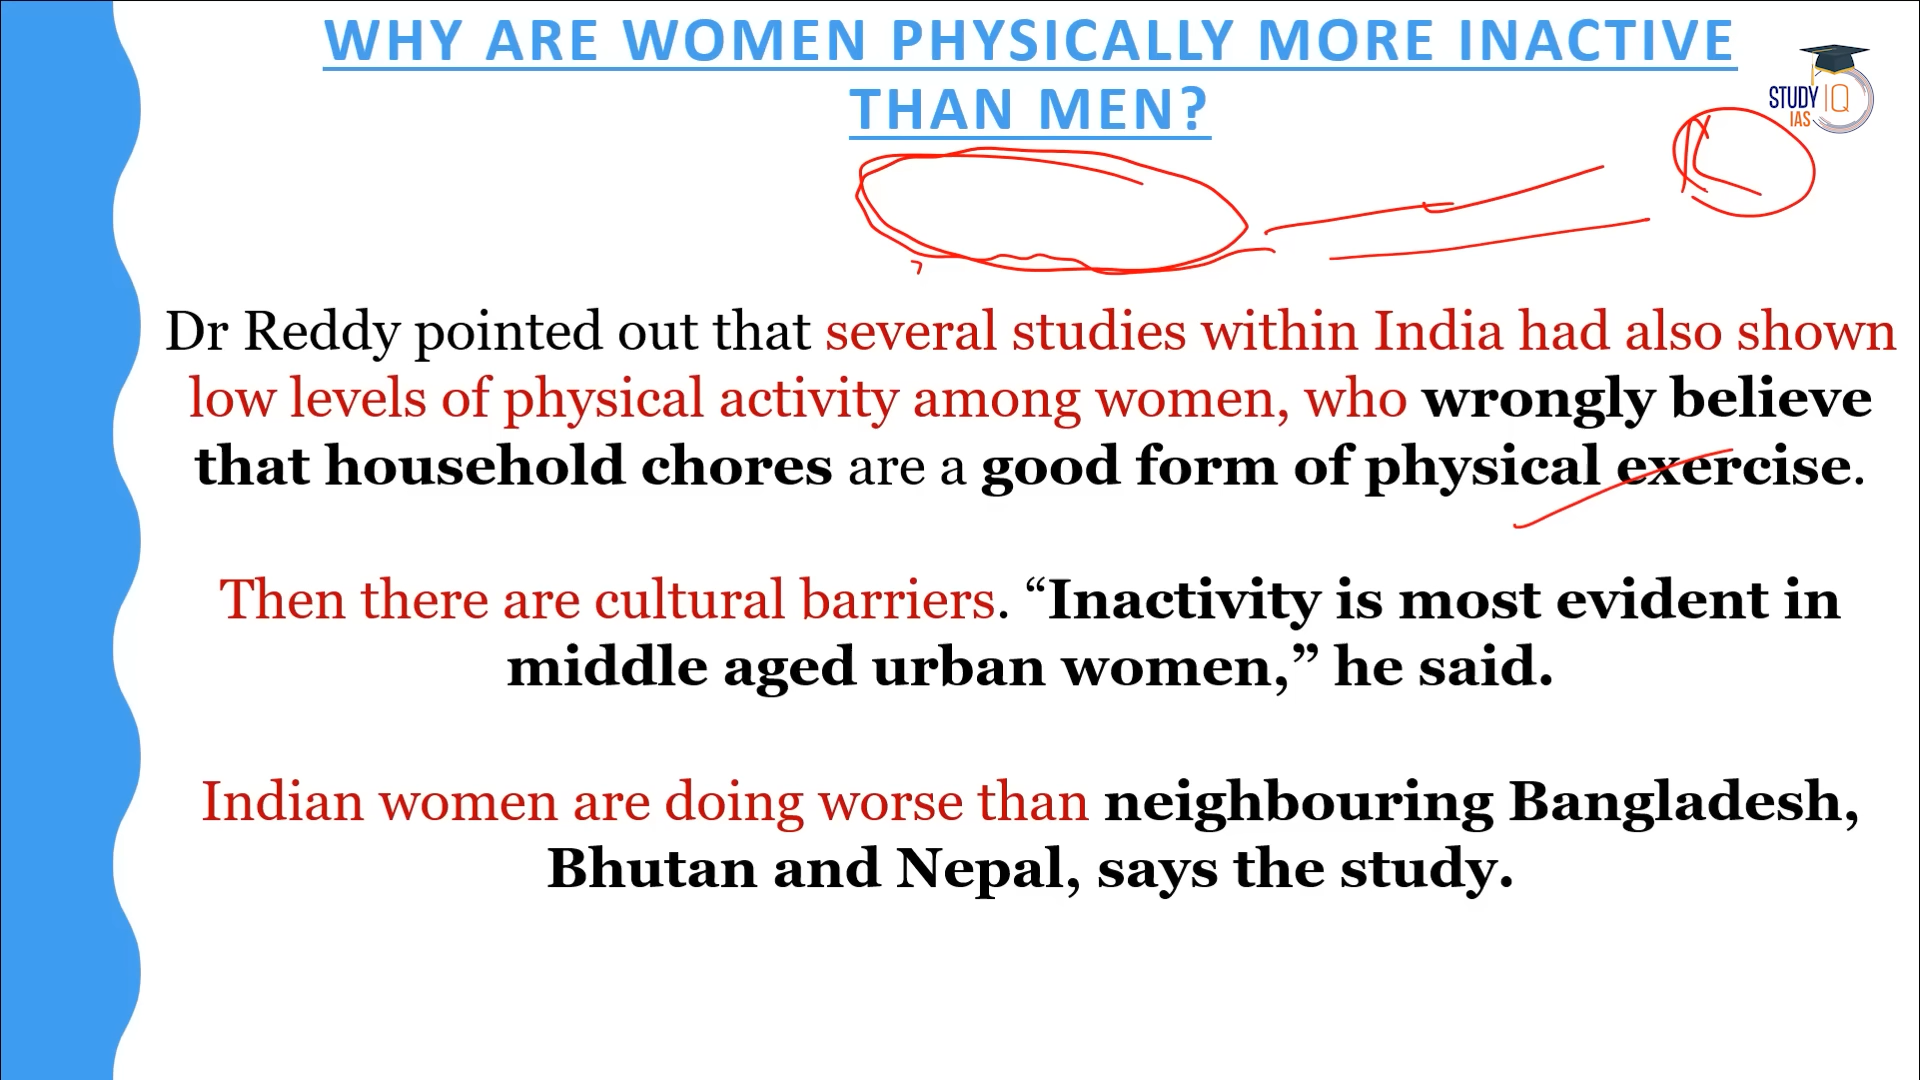 WHY ARE WOMEN PHYSICALLY MORE INACTIVE
THAN MEN?
STUDY IQ
IAS
Dr Reddy pointed out that several studies within India had also shown
low levels of physical activity among women, who wrongly believe
that household chores are a good form of physical exercise.
Then there are cultural barriers. “Inactivity is most evident in
middle aged urban women,” he said.
Indian women are doing worse than neighbouring Bangladesh,
Bhutan and Nepal, says the study.